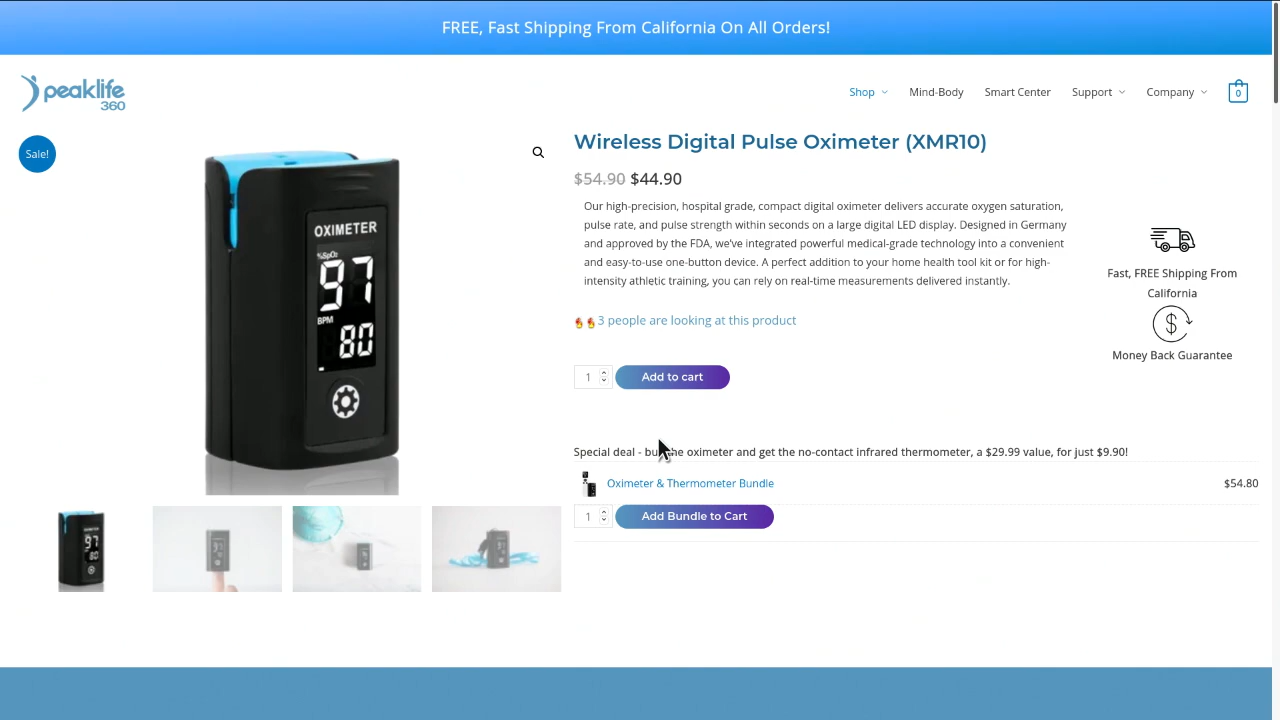 FREE, Fast Shipping From California On All Orders!
peaklife
360
Shop
Mind-Body
Smart Center
Support
Company
0
Sale!
OXIMETER
%SpO₂
97
BPM
80
Wireless Digital Pulse Oximeter (XMR10)
$54.90 $44.90
Our high-precision, hospital grade, compact digital oximeter delivers accurate oxygen saturation,
pulse rate, and pulse strength within seconds on a large digital LED display. Designed in Germany
and approved by the FDA, we've integrated powerful medical-grade technology into a convenient
and easy-to-use one-button device. A perfect addition to your home health tool kit or for high-
intensity athletic training, you can rely on real-time measurements delivered instantly.
Fast, FREE Shipping From
California
Money Back Guarantee
3 people are looking at this product
1
Add to cart
Special deal - bu he oximeter and get the no-contact infrared thermometer, a $29.99 value, for just $9.90!
Oximeter & Thermometer Bundle
$54.80
1
Add Bundle to Cart